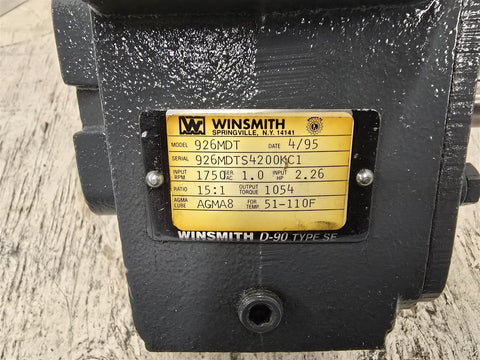 W WINSMITH
SPRINGVILLE, N.Y. 14141
MODEL 926MDT DATE 4/95
SERIAL 926MDTS4200KC1
INPUT RPM 1750 SER FAC 1.0 INPUT HP 2.26
RATIO 15:1 OUTPUT TORQUE 1054
AGMA LUBE AGMA8 FOR TEMP 51-110F
WINSMITH D-90 TYPE SE